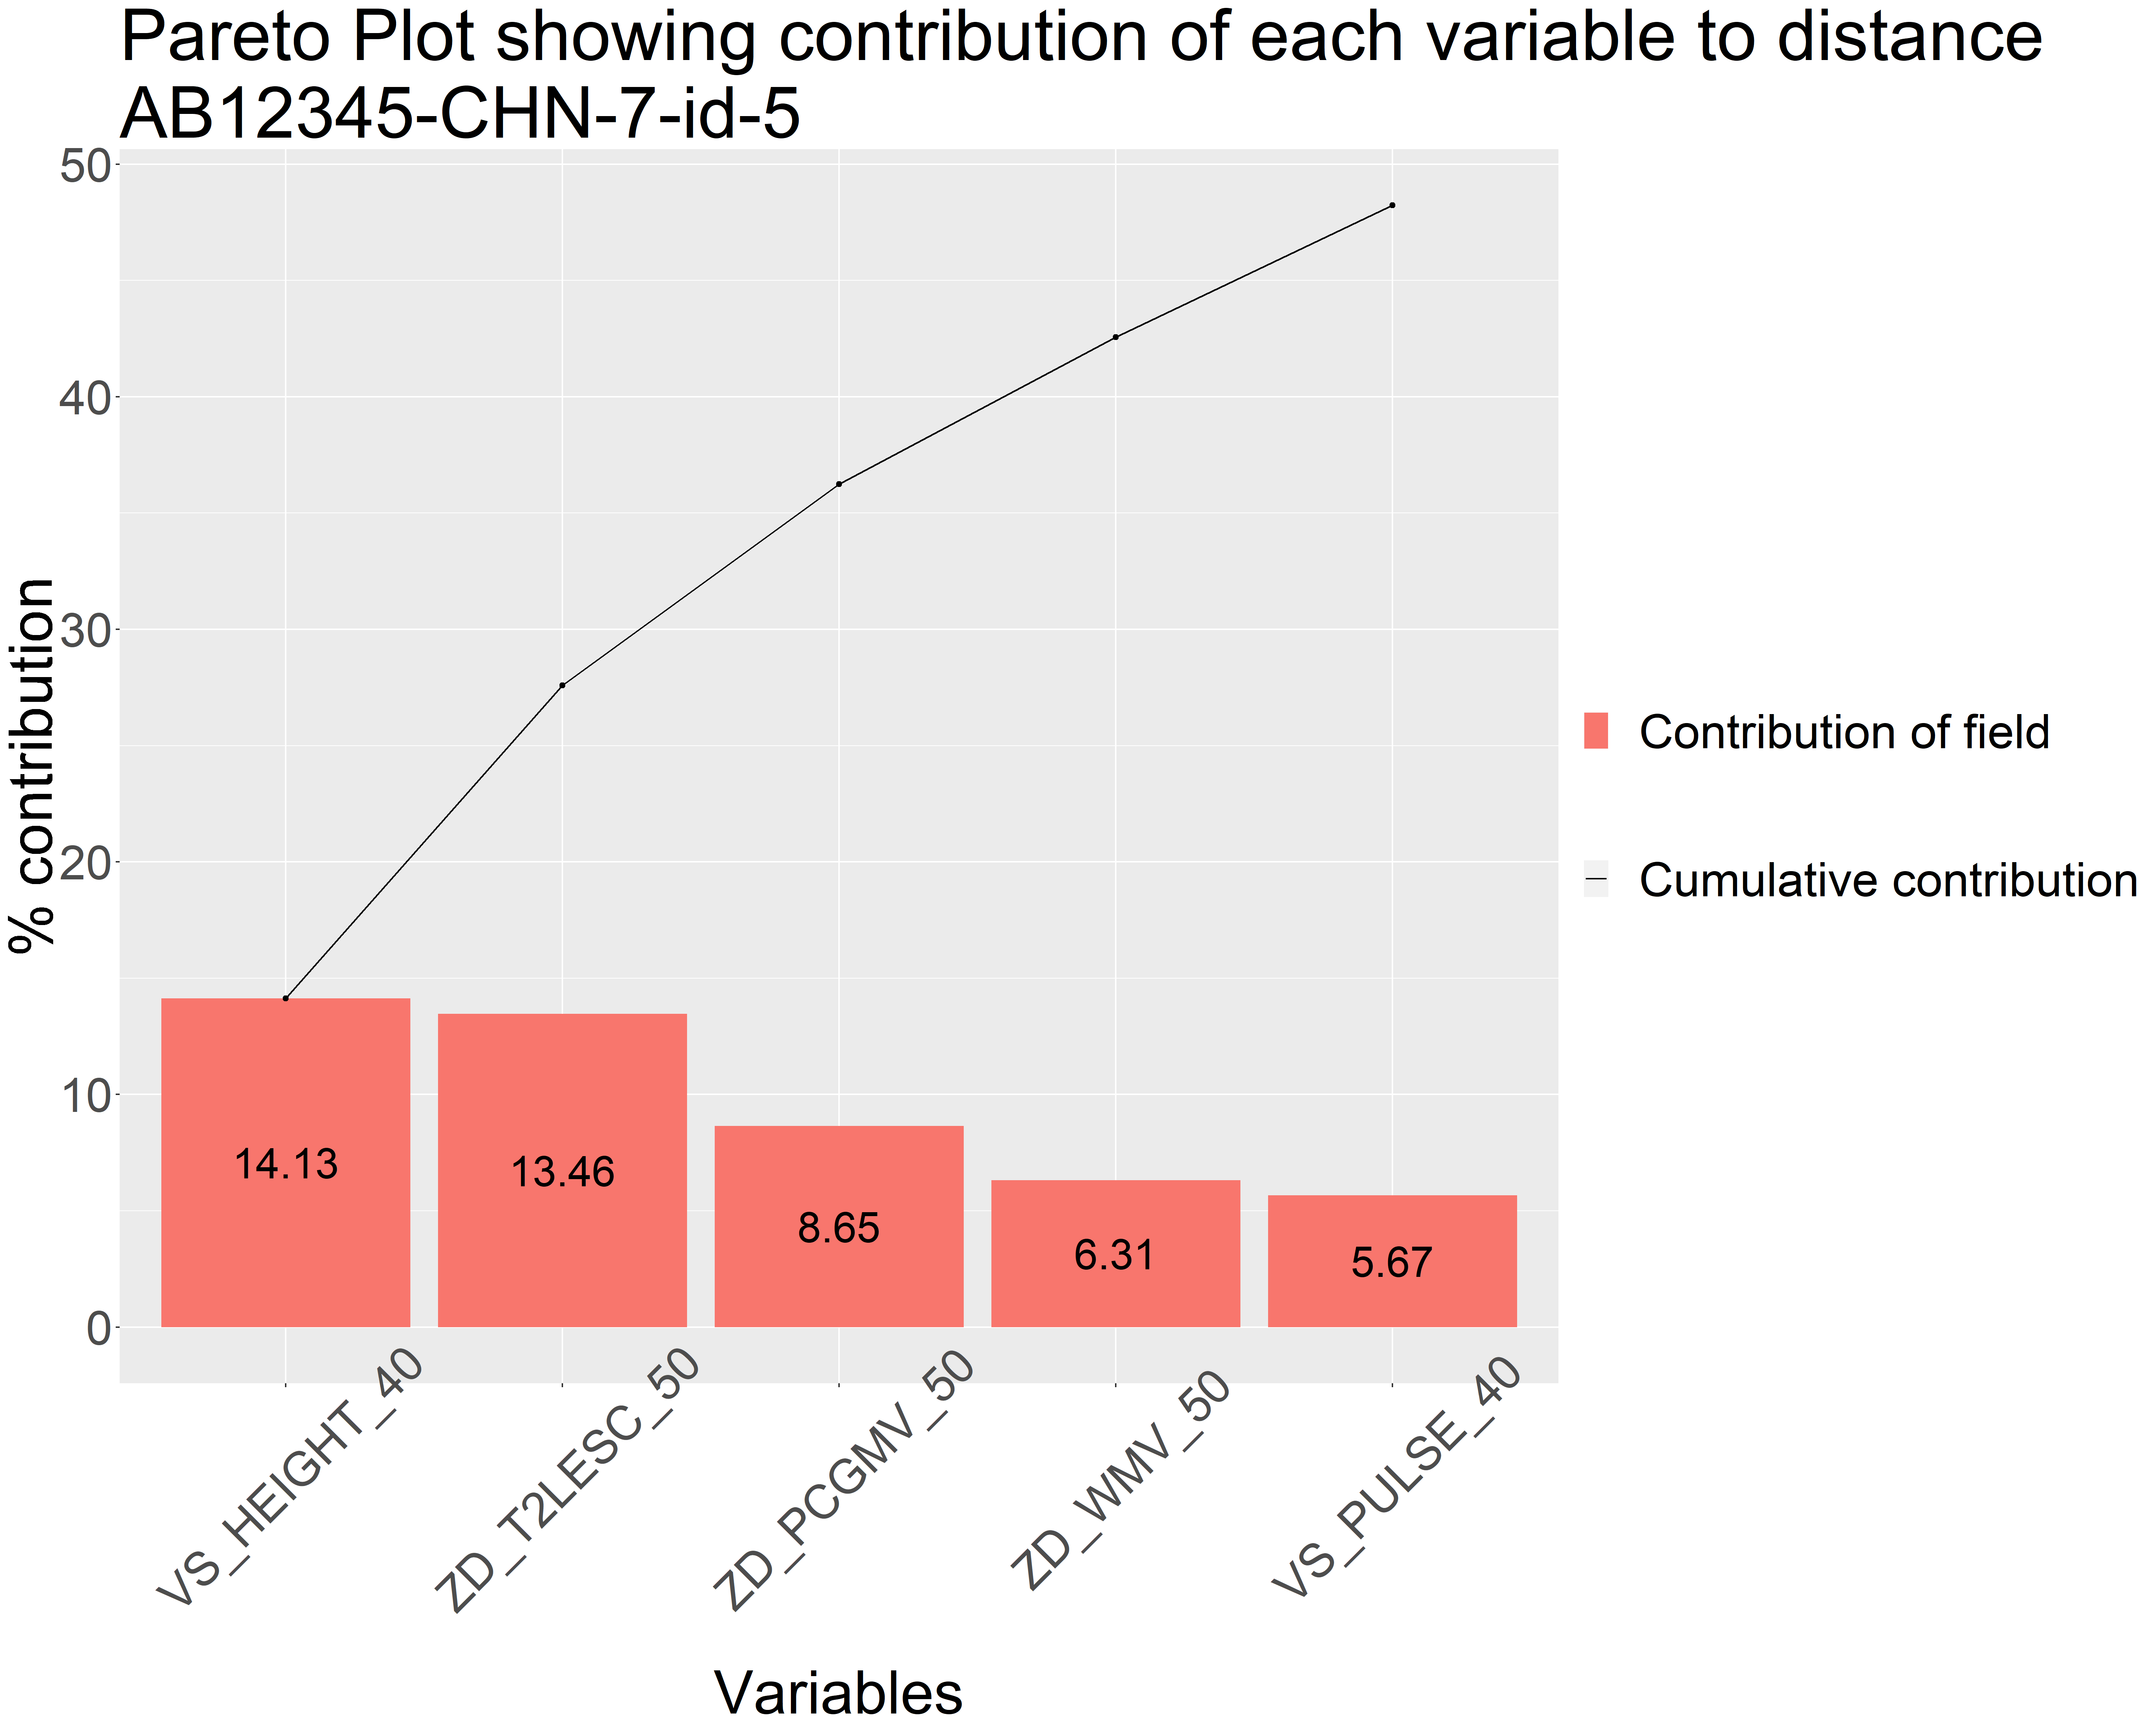 Pareto Plot showing contribution of each variable to distance
AB12345-CHN-7-id-5
% contribution
50
40
30
20
10
0
14.13
13.46
8.65
6.31
5.67
VS_HEIGHT_40
ZD_T2LESC_50
ZD_PCGMV_50
ZD_WMV_50
VS_PULSE_40
Variables
Contribution of field
Cumulative contribution